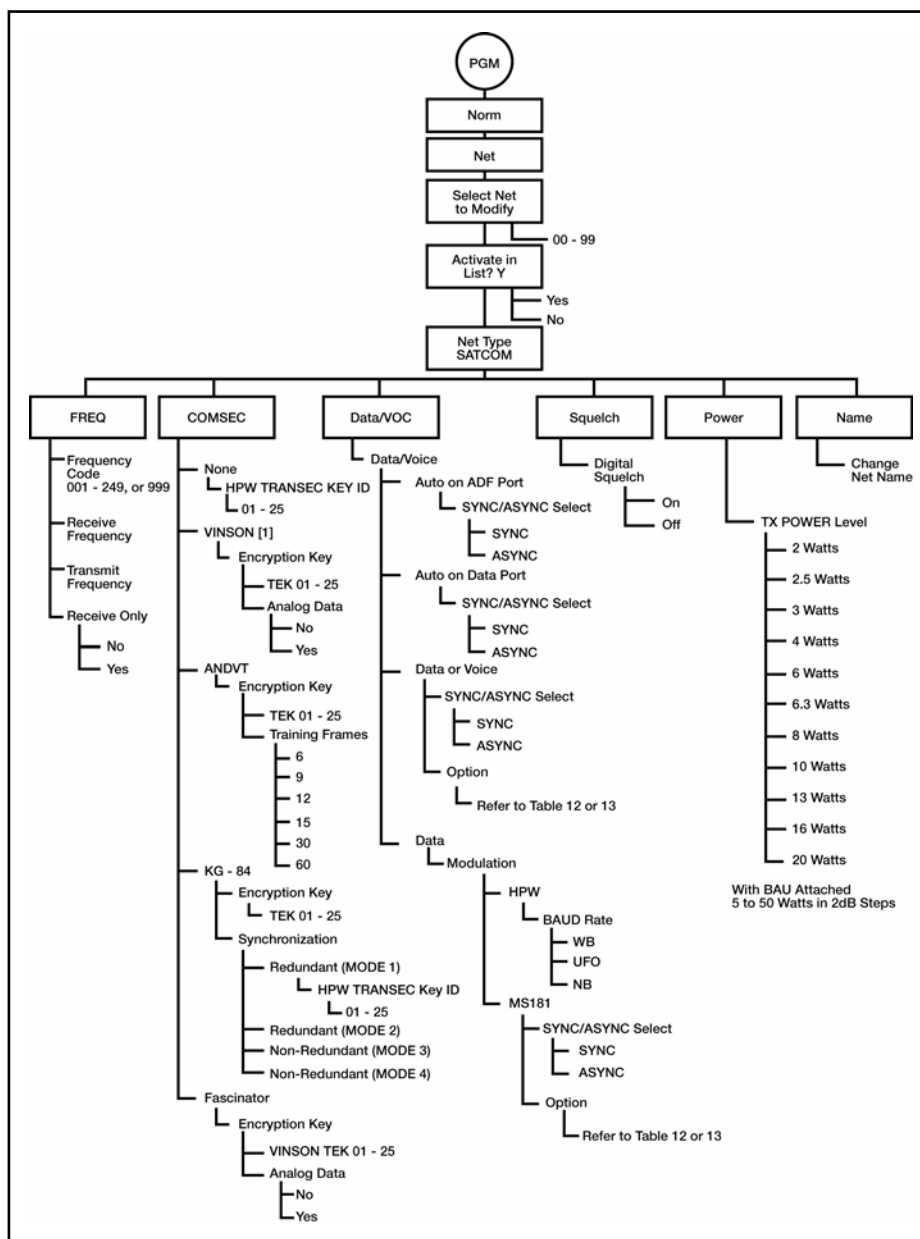 PGM
Norm
Net
Select Net
to Modify
00 - 99
Activate in
List? Y
Yes
No
Net Type
SATCOM
FREQ
Frequency
Code
001 - 249, or 999
Receive
Frequency
Transmit
Frequency
Receive Only
No
Yes
COMSEC
None
HPW TRANSEC KEY ID
01 - 25
VINSON [1]
Encryption Key
TEK 01 - 25
Analog Data
No
Yes
ANDVT
Encryption Key
TEK 01 - 25
Training Frames
6
9
12
15
30
60
KG - 84
Encryption Key
TEK 01 - 25
Synchronization
Redundant (MODE 1)
HPW TRANSEC Key ID
01 - 25
Redundant (MODE 2)
Non-Redundant (MODE 3)
Non-Redundant (MODE 4)
Fascinator
Encryption Key
VINSON TEK 01 - 25
Analog Data
No
Yes
Data/VOC
Data/Voice
Auto on ADF Port
SYNC/ASYNC Select
SYNC
ASYNC
Auto on Data Port
SYNC/ASYNC Select
SYNC
ASYNC
Data or Voice
SYNC/ASYNC Select
SYNC
ASYNC
Option
Refer to Table 12 or 13
Data
Modulation
HPW
BAUD Rate
WB
UFO
NB
MS181
SYNC/ASYNC Select
SYNC
ASYNC
Option
Refer to Table 12 or 13
Squelch
Digital
Squelch
On
Off
Power
TX POWER Level
2 Watts
2.5 Watts
3 Watts
4 Watts
6 Watts
6.3 Watts
8 Watts
10 Watts
13 Watts
16 Watts
20 Watts
With BAU Attached
5 to 50 Watts in 2dB Steps
Name
Change
Net Name